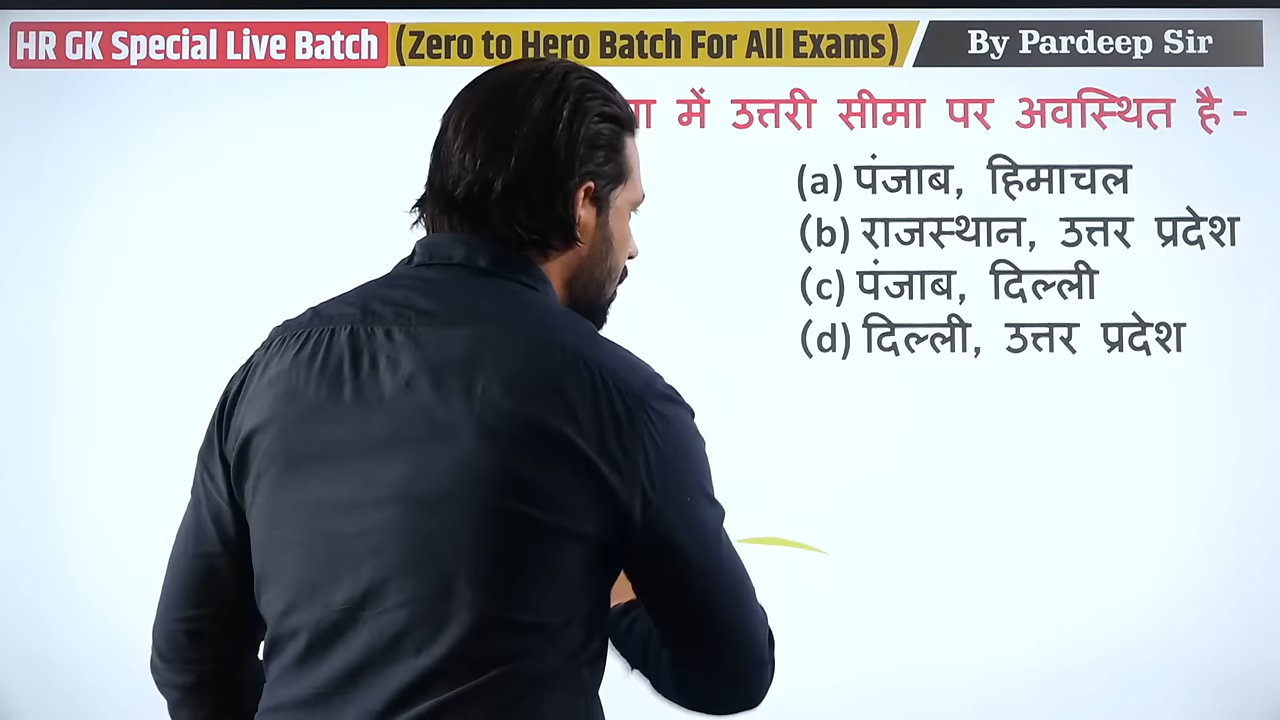 HR GK Special Live Batch (Zero to Hero Batch For All Exams) By Pardeep Sir
में उत्तरी सीमा पर अवस्थित है -
(a) पंजाब, हिमाचल
(b) राजस्थान, उत्तर प्रदेश
(c) पंजाब, दिल्ली
(d) दिल्ली, उत्तर प्रदेश